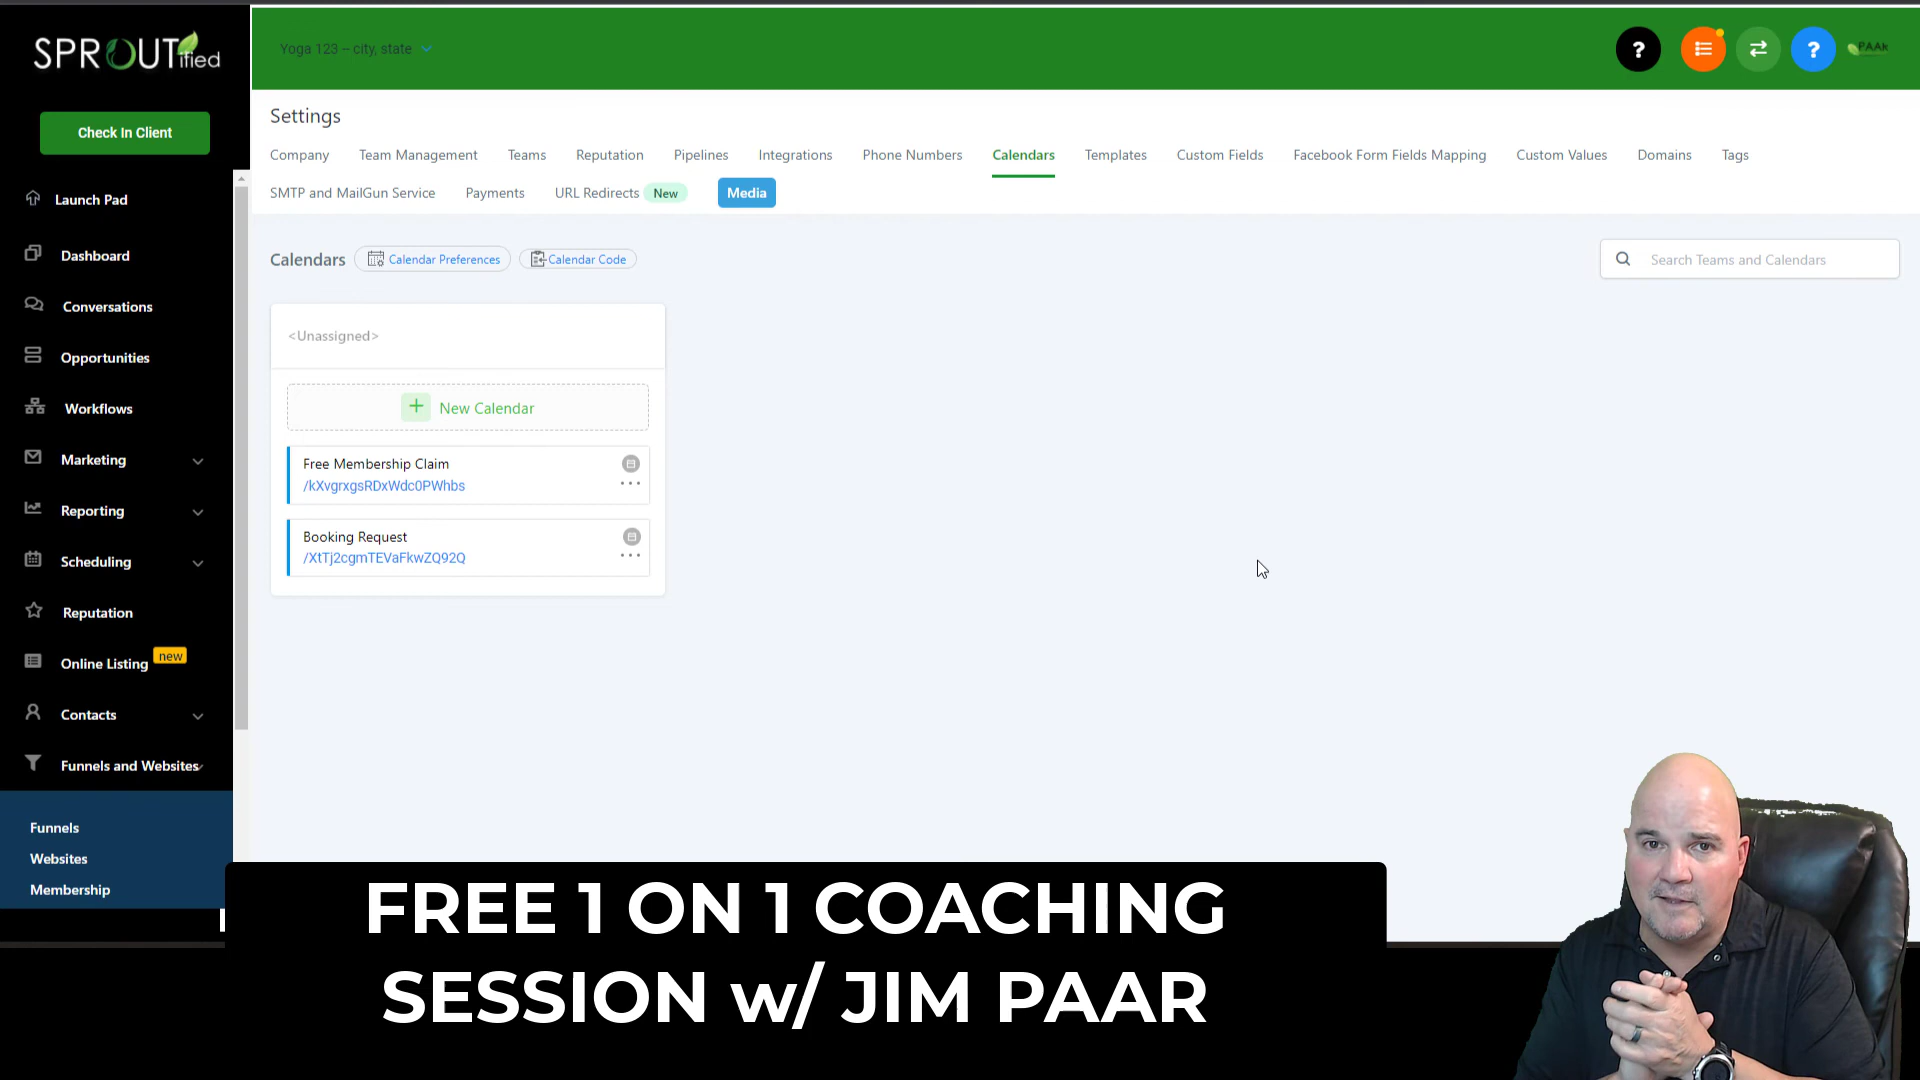 SPROUTified
Yoga 123 – city, state
PAAR
Check In Client
Settings
Company Team Management Teams Reputation Pipelines Integrations Phone Numbers Calendars Templates Custom Fields Facebook Form Fields Mapping Custom Values Domains Tags
SMTP and MailGun Service Payments URL Redirects New Media
Launch Pad
Dashboard
Conversations
Opportunities
Workflows
Marketing
Reporting
Scheduling
Reputation
Online Listing new
Contacts
Funnels and Websites
Funnels
Websites
Membership
Calendars Calendar Preferences Calendar Code
Search Teams and Calendars
<Unassigned>
+ New Calendar
Free Membership Claim
/kXvgrxgsRDxWdc0PWhbs
Booking Request
/XtTj2cgmTEVaFkwZQ92Q
FREE 1 ON 1 COACHING
SESSION w/ JIM PAAR